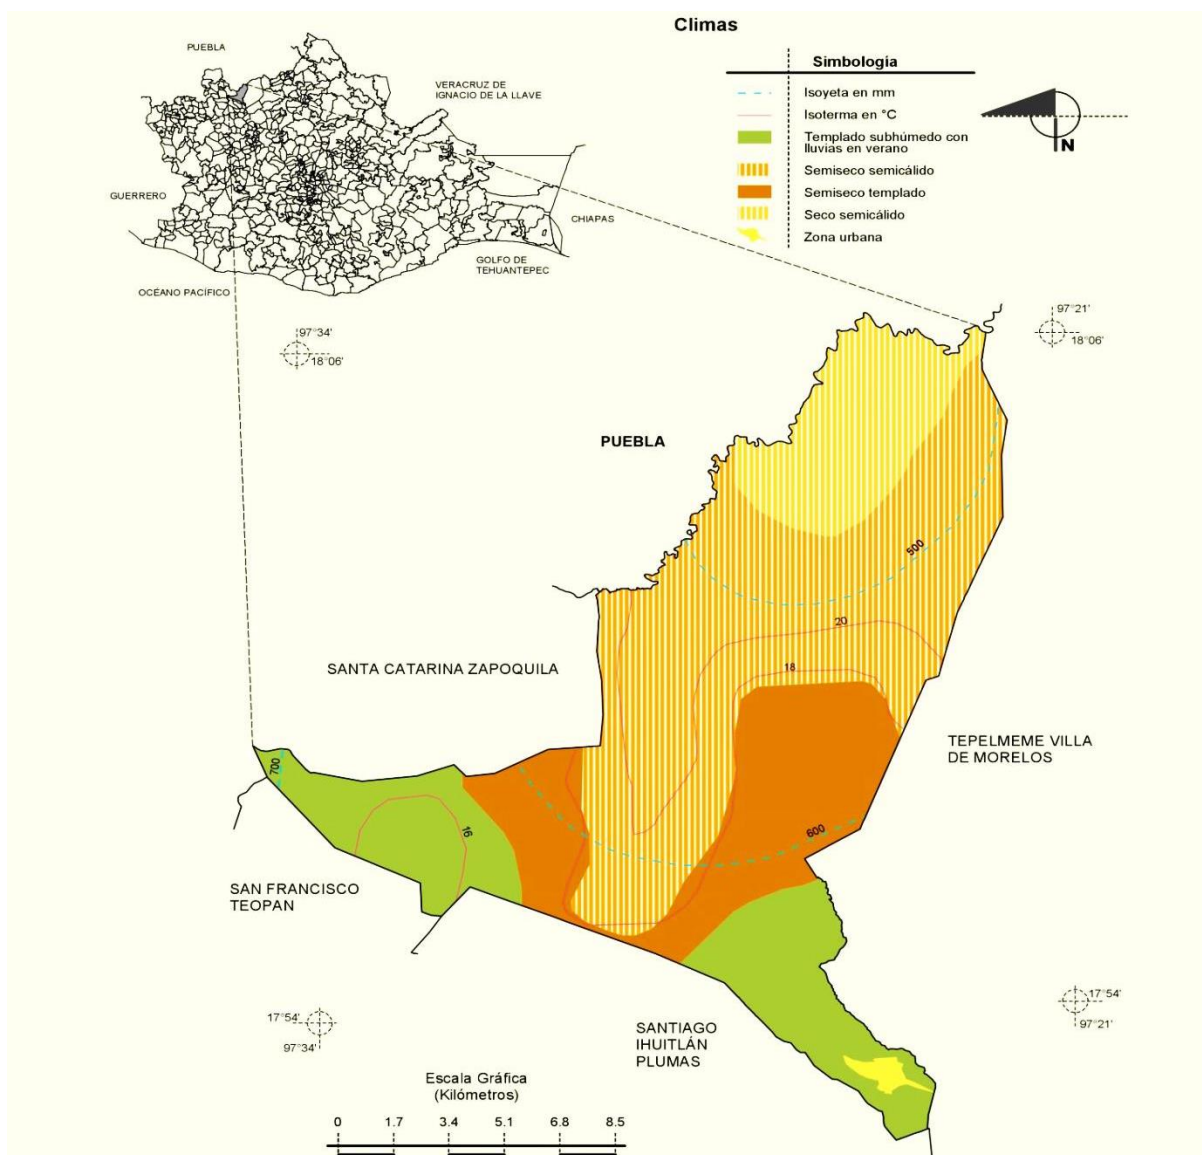 Climas
Simbología
Isoyeta en mm
Isoterma en °C
Templado subhúmedo con
lluvias en verano
Semiseco semicálido
Semiseco templado
Seco semicálido
Zona urbana
N
PUEBLA
VERACRUZ DE
IGNACIO DE LA LLAVE
GUERRERO
CHIAPAS
GOLFO DE
TEHUANTEPEC
OCÉANO PACÍFICO
97°34'
18°06'
97°21'
18°06'
PUEBLA
500
20
18
SANTA CATARINA ZAPOQUILA
TEPELMEME VILLA
DE MORELOS
700
16
600
SAN FRANCISCO
TEOPAN
17°54'
97°34'
17°54'
97°21'
SANTIAGO
IHUITLÁN
PLUMAS
Escala Gráfica
(Kilómetros)
0 1.7 3.4 5.1 6.8 8.5